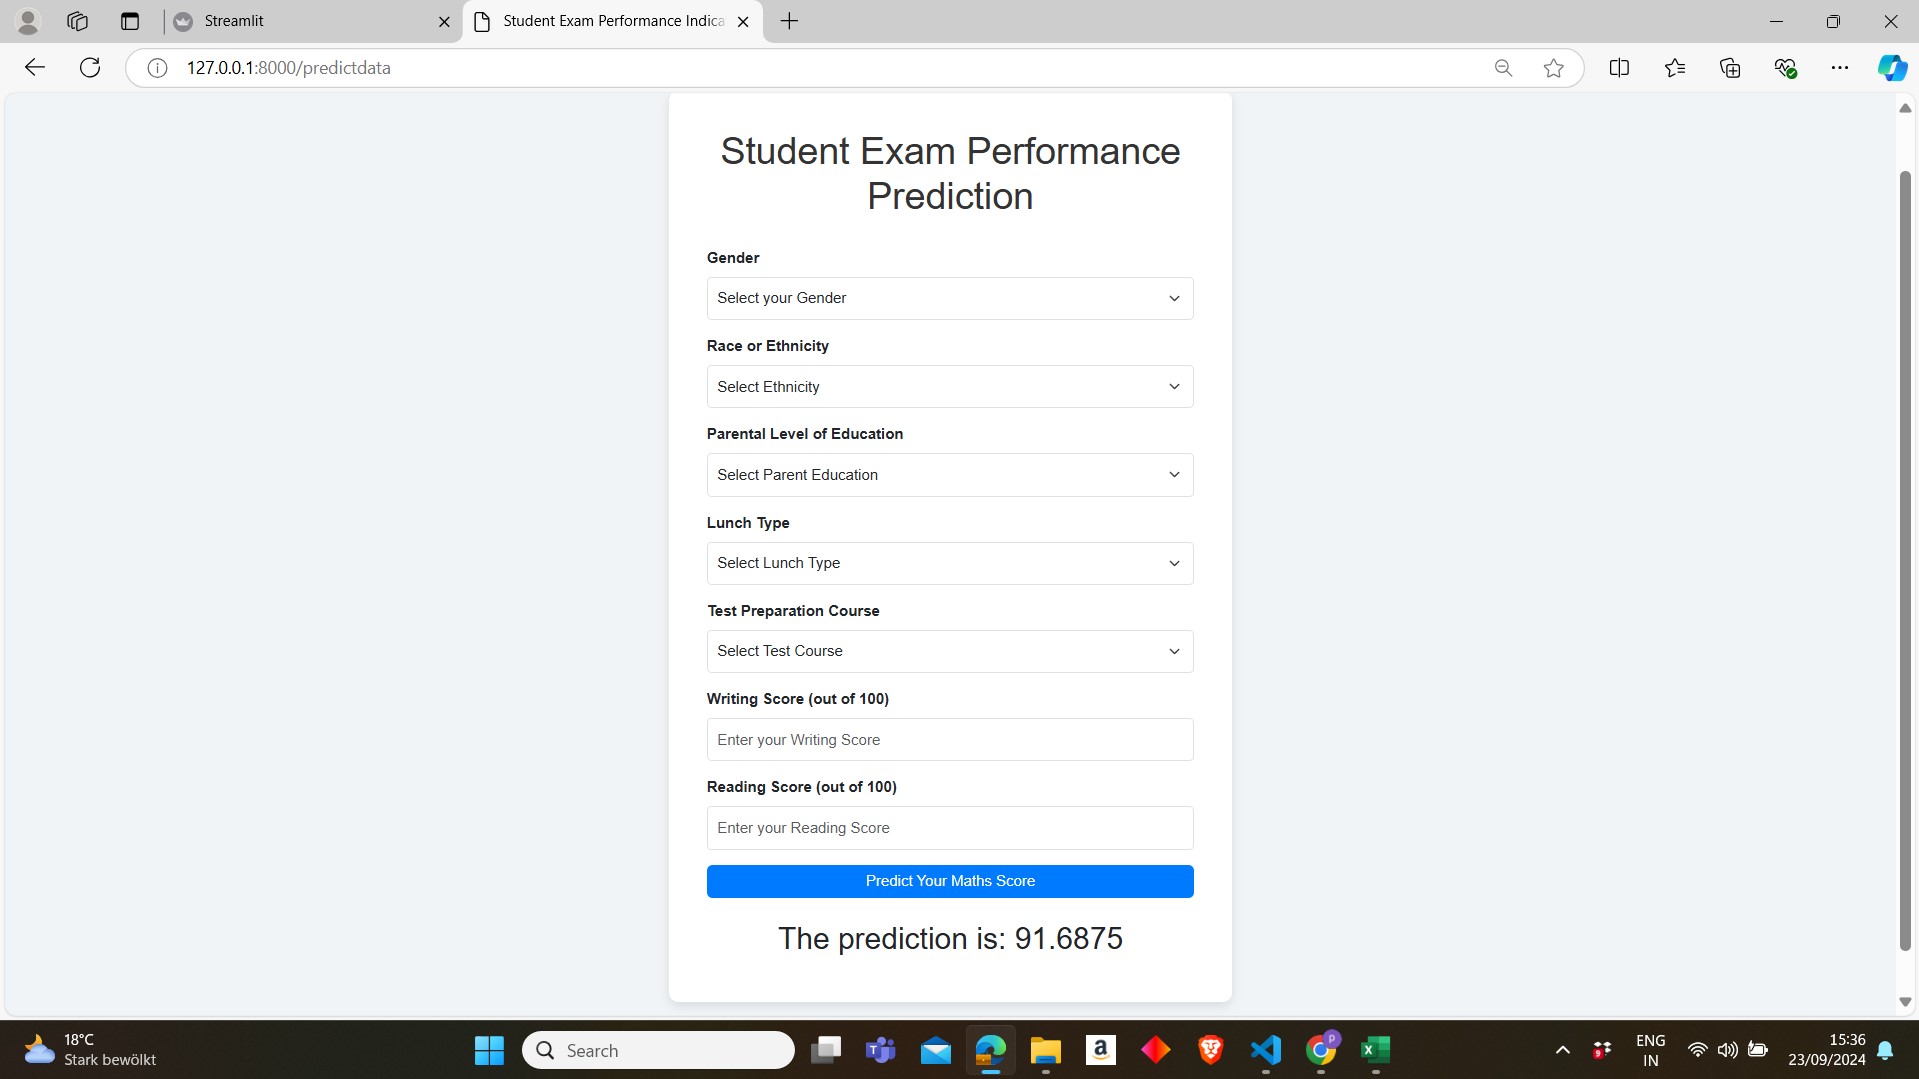 Streamlit
Student Exam Performance Indica
127.0.0.1:8000/predictdata
Student Exam Performance
Prediction
Gender
Select your Gender
Race or Ethnicity
Select Ethnicity
Parental Level of Education
Select Parent Education
Lunch Type
Select Lunch Type
Test Preparation Course
Select Test Course
Writing Score (out of 100)
Enter your Writing Score
Reading Score (out of 100)
Enter your Reading Score
Predict Your Maths Score
The prediction is: 91.6875
18°C
Stark bewölkt
Search
ENG
IN
15:36
23/09/2024